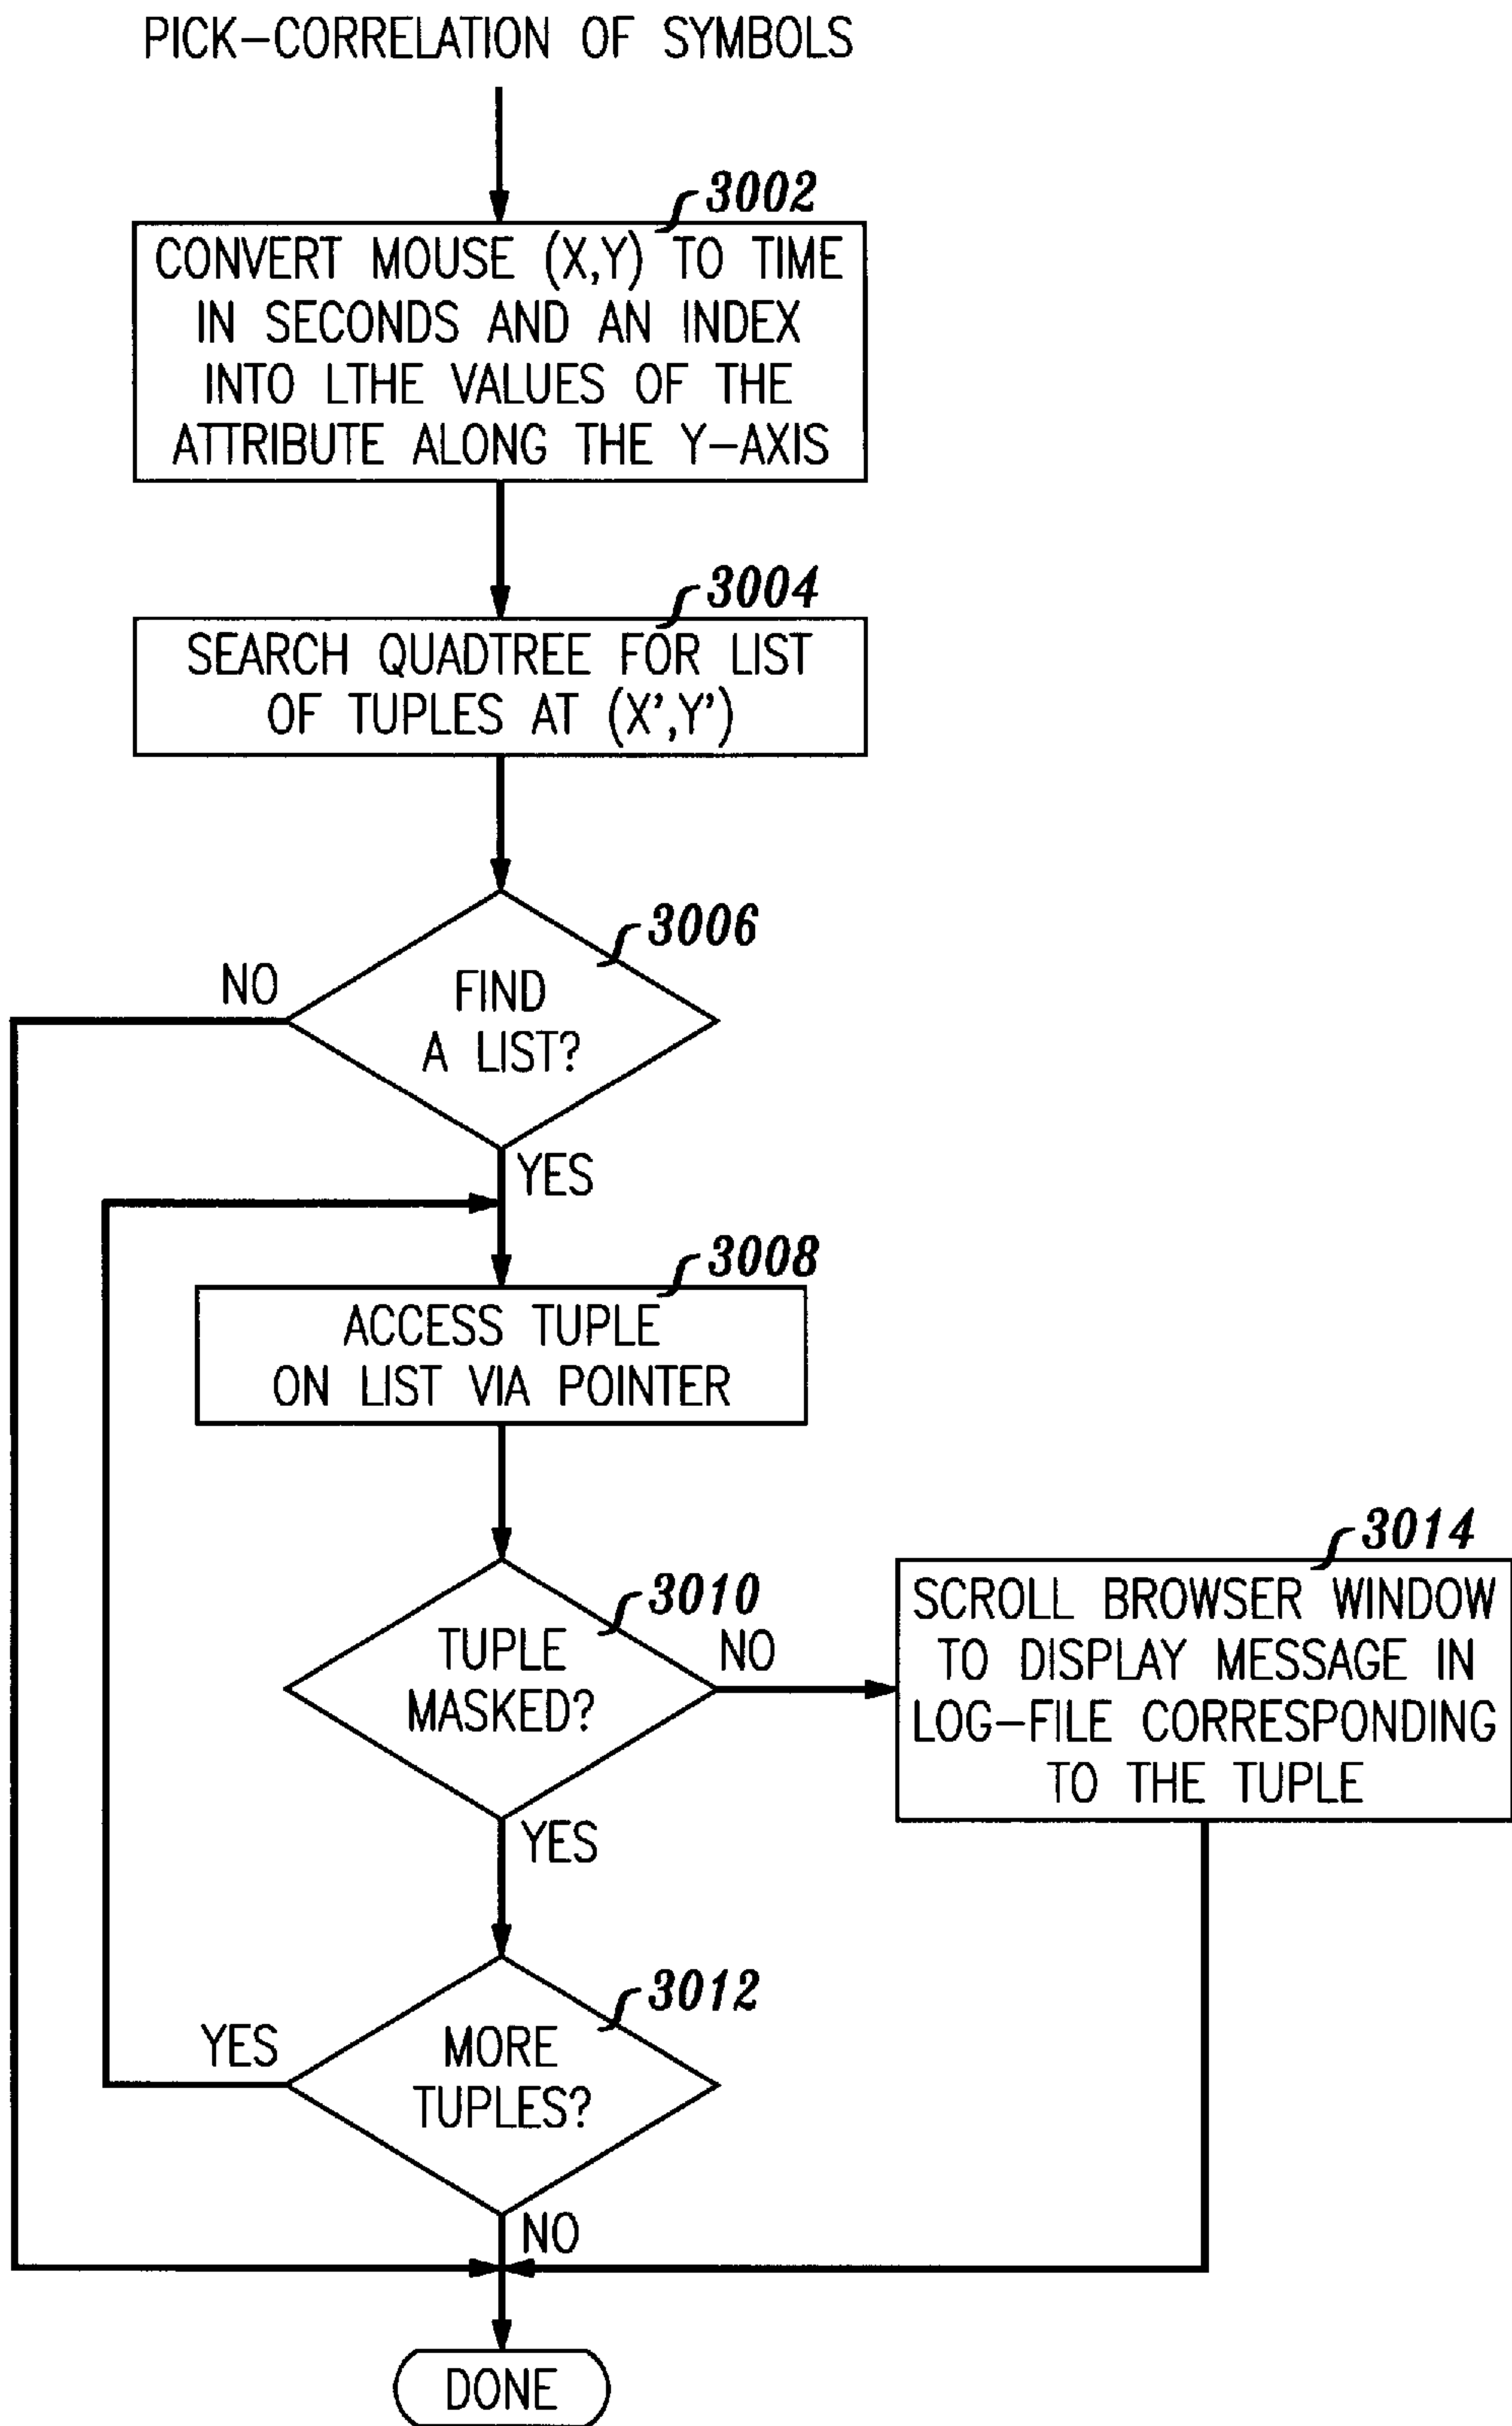 PICK-CORRELATION OF SYMBOLS
3002
CONVERT MOUSE (X,Y) TO TIME
IN SECONDS AND AN INDEX
INTO LTHE VALUES OF THE
ATTRIBUTE ALONG THE Y-AXIS
3004
SEARCH QUADTREE FOR LIST
OF TUPLES AT (X',Y')
3006
NO
FIND
A LIST?
YES
3008
ACCESS TUPLE
ON LIST VIA POINTER
3010
TUPLE
MASKED?
NO
YES
3014
SCROLL BROWSER WINDOW
TO DISPLAY MESSAGE IN
LOG-FILE CORRESPONDING
TO THE TUPLE
3012
YES
MORE
TUPLES?
NO
DONE